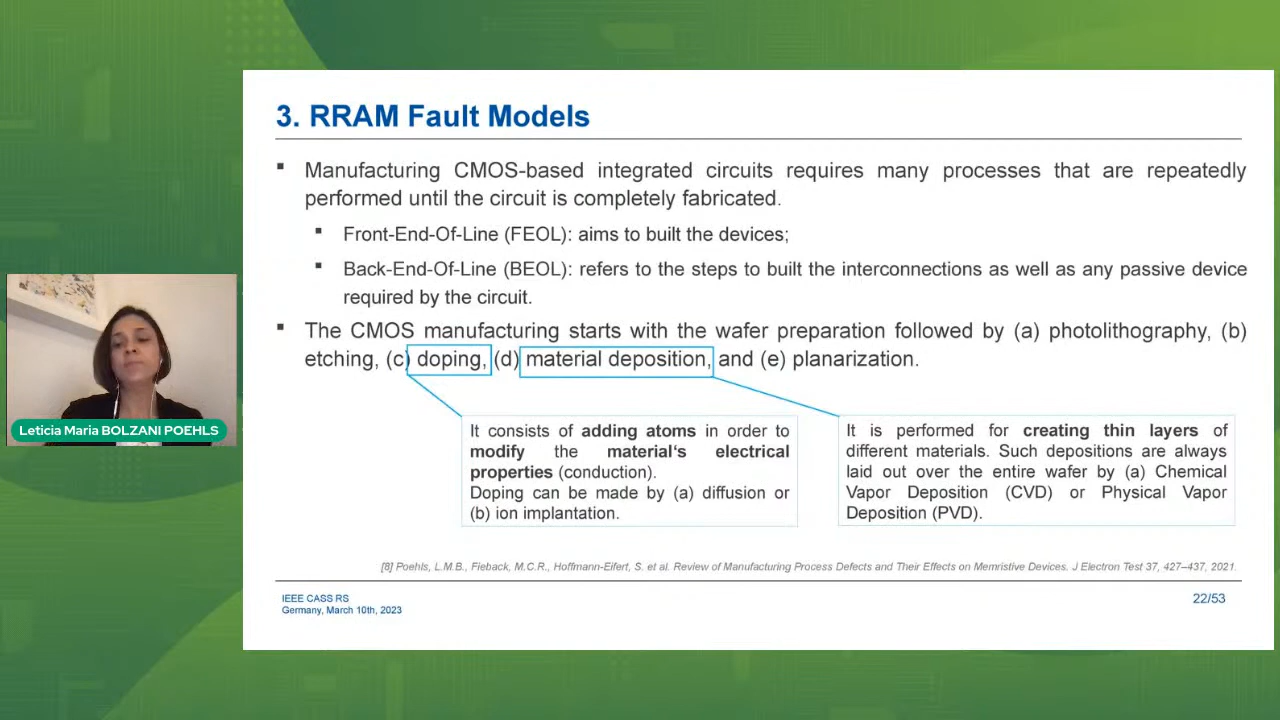 3. RRAM Fault Models
Manufacturing CMOS-based integrated circuits requires many processes that are repeatedly
performed until the circuit is completely fabricated.
Front-End-Of-Line (FEOL): aims to built the devices;
Back-End-Of-Line (BEOL): refers to the steps to built the interconnections as well as any passive device
required by the circuit.
The CMOS manufacturing starts with the wafer preparation followed by (a) photolithography, (b)
etching, (c) doping, (d) material deposition, and (e) planarization.
It consists of adding atoms in order to
modify the material's electrical
properties (conduction).
Doping can be made by (a) diffusion or
(b) ion implantation.
It is performed for creating thin layers of
different materials. Such depositions are always
laid out over the entire wafer by (a) Chemical
Vapor Deposition (CVD) or Physical Vapor
Deposition (PVD).
[8] Poehls, L.M.B., Fieback, M.C.R., Hoffmann-Eifert, S. et al. Review of Manufacturing Process Defects and Their Effects on Memristive Devices. J Electron Test 37, 427–437, 2021.
IEEE CASS RS
Germany, March 10th, 2023
22/53
Leticia Maria BOLZANI POEHLS